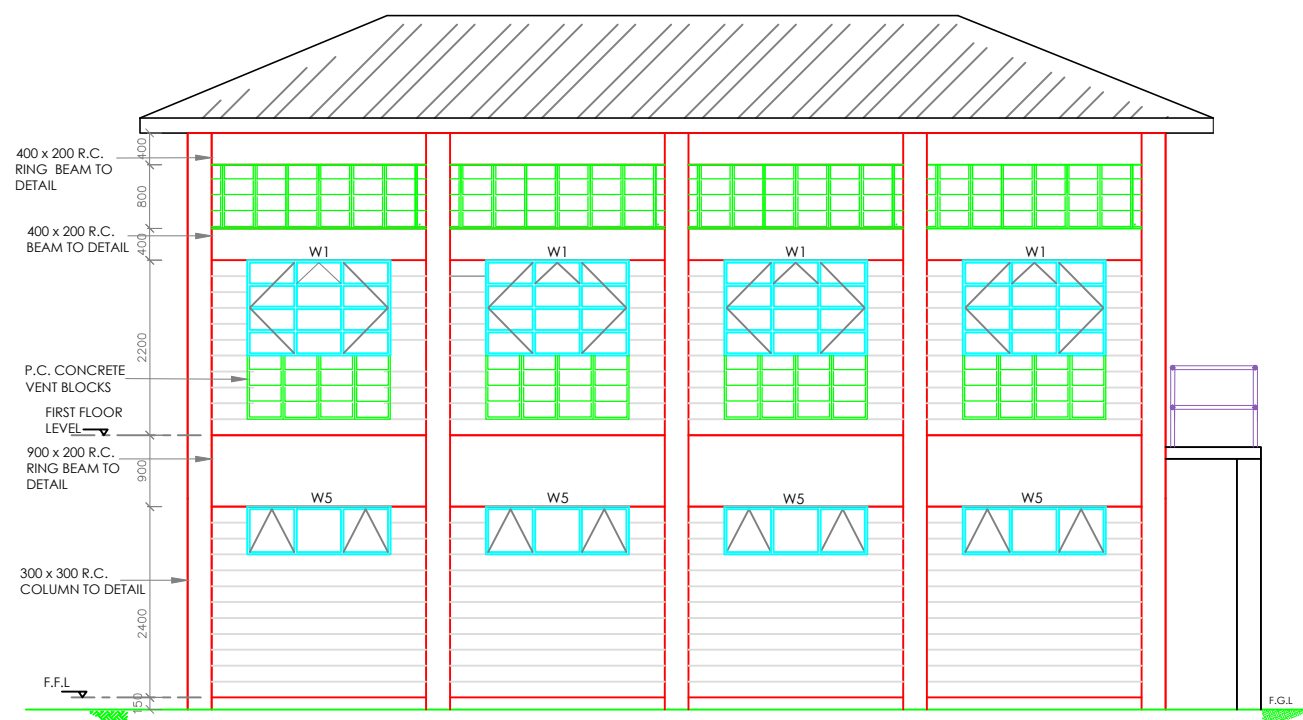 400 x 200 R.C.
RING BEAM TO
DETAIL
400
800
400 x 200 R.C.
BEAM TO DETAIL
400
W1
W1
W1
W1
2200
P.C. CONCRETE
VENT BLOCKS
FIRST FLOOR
LEVEL
900 x 200 R.C.
RING BEAM TO
DETAIL
900
W5
W5
W5
W5
300 x 300 R.C.
COLUMN TO DETAIL
2400
F.F.L
150
F.G.L